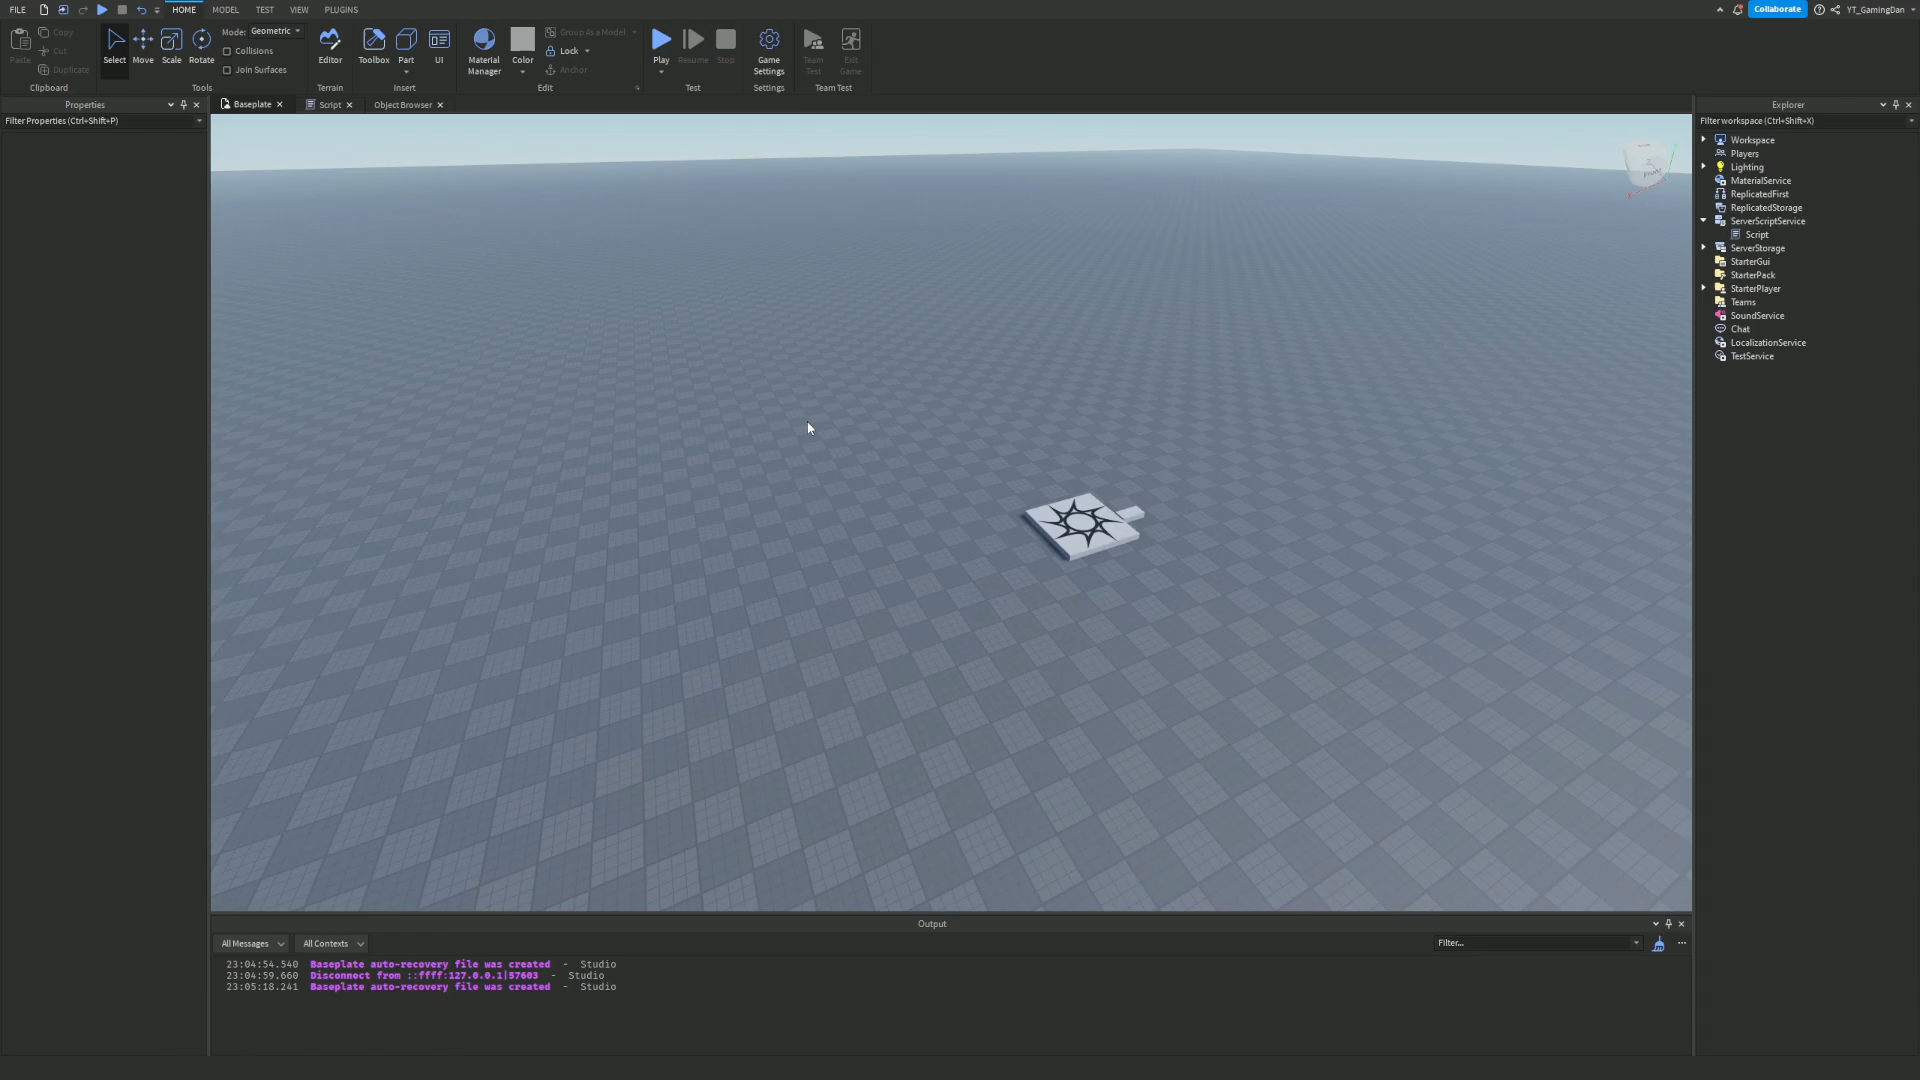 FILE HOME MODEL TEST VIEW PLUGINS Collaborate YT_GamingDan
Paste
Copy
Cut
Duplicate
Clipboard
Select Move Scale Rotate
Mode: Geometric
Collisions
Join Surfaces
Tools
Editor
Terrain
Toolbox Part UI
Insert
Material Manager
Color
Group As a Model
Lock
Anchor
Edit
Play Resume Stop
Test
Game Settings
Settings
Team Test
Exit Game
Team Test
Properties
Filter Properties (Ctrl+Shift+P)
Baseplate Script Object Browser
Front
X
Explorer
Filter workspace (Ctrl+Shift+X)
Workspace
Players
Lighting
MaterialService
ReplicatedFirst
ReplicatedStorage
ServerScriptService
Script
ServerStorage
StarterGui
StarterPack
StarterPlayer
Teams
SoundService
Chat
LocalizationService
TestService
Output
All Messages All Contexts Filter...
23:04:54.540 Baseplate auto-recovery file was created - Studio
23:04:59.660 Disconnect from ::ffff:127.0.0.1|57603 - Studio
23:05:18.241 Baseplate auto-recovery file was created - Studio